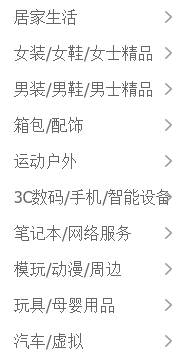 居家生活
女装/女鞋/女士精品
男装/男鞋/男士精品
箱包/配饰
运动户外
3C数码/手机/智能设备
笔记本/网络服务
模玩/动漫/周边
玩具/母婴用品
汽车/虚拟